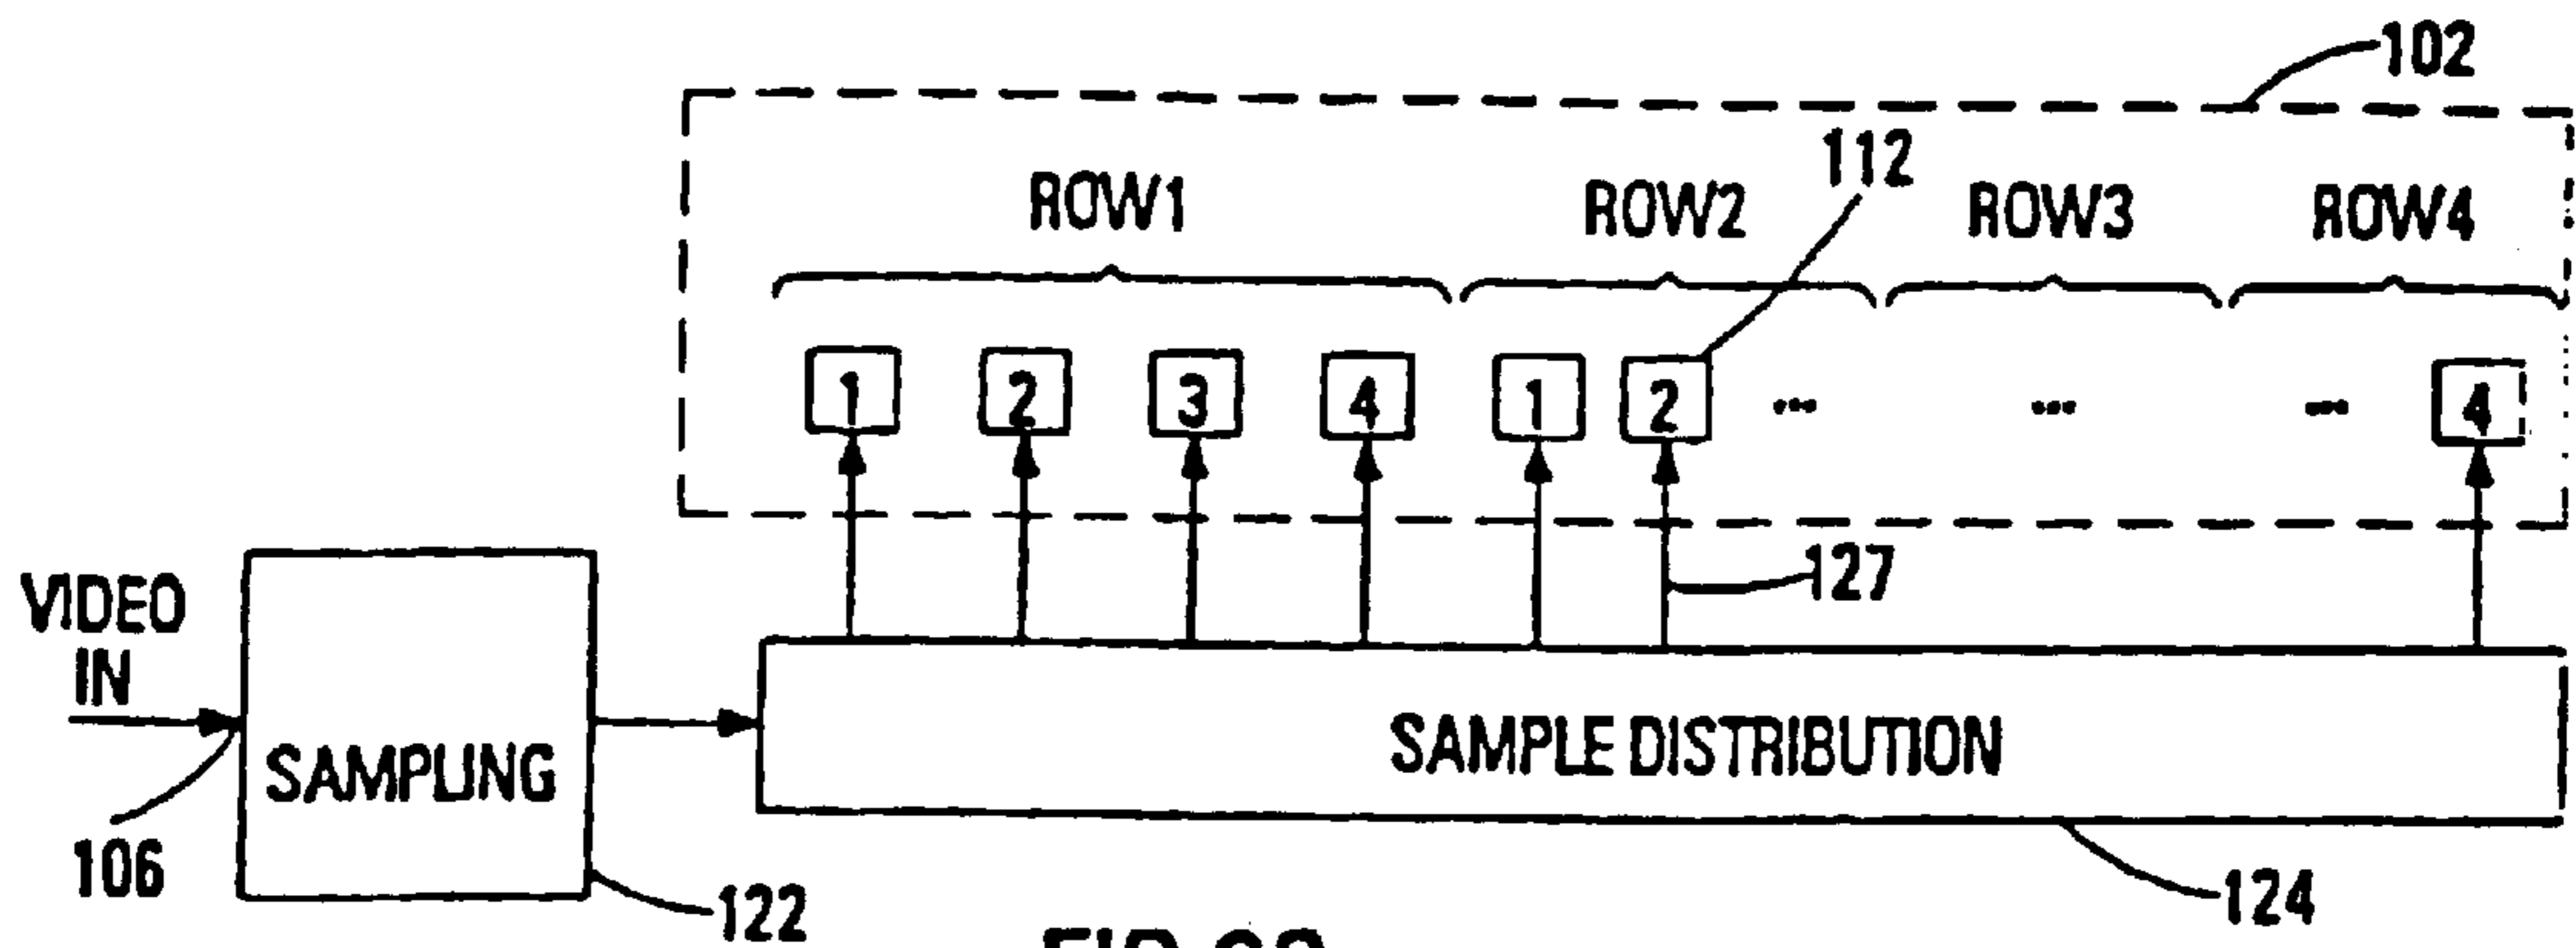 102
112
ROW1 ROW2 ROW3 ROW4
1 2 3 4 1 2 ... ... ... 4
127
VIDEO
IN
SAMPLING
SAMPLE DISTRIBUTION
106
122
124